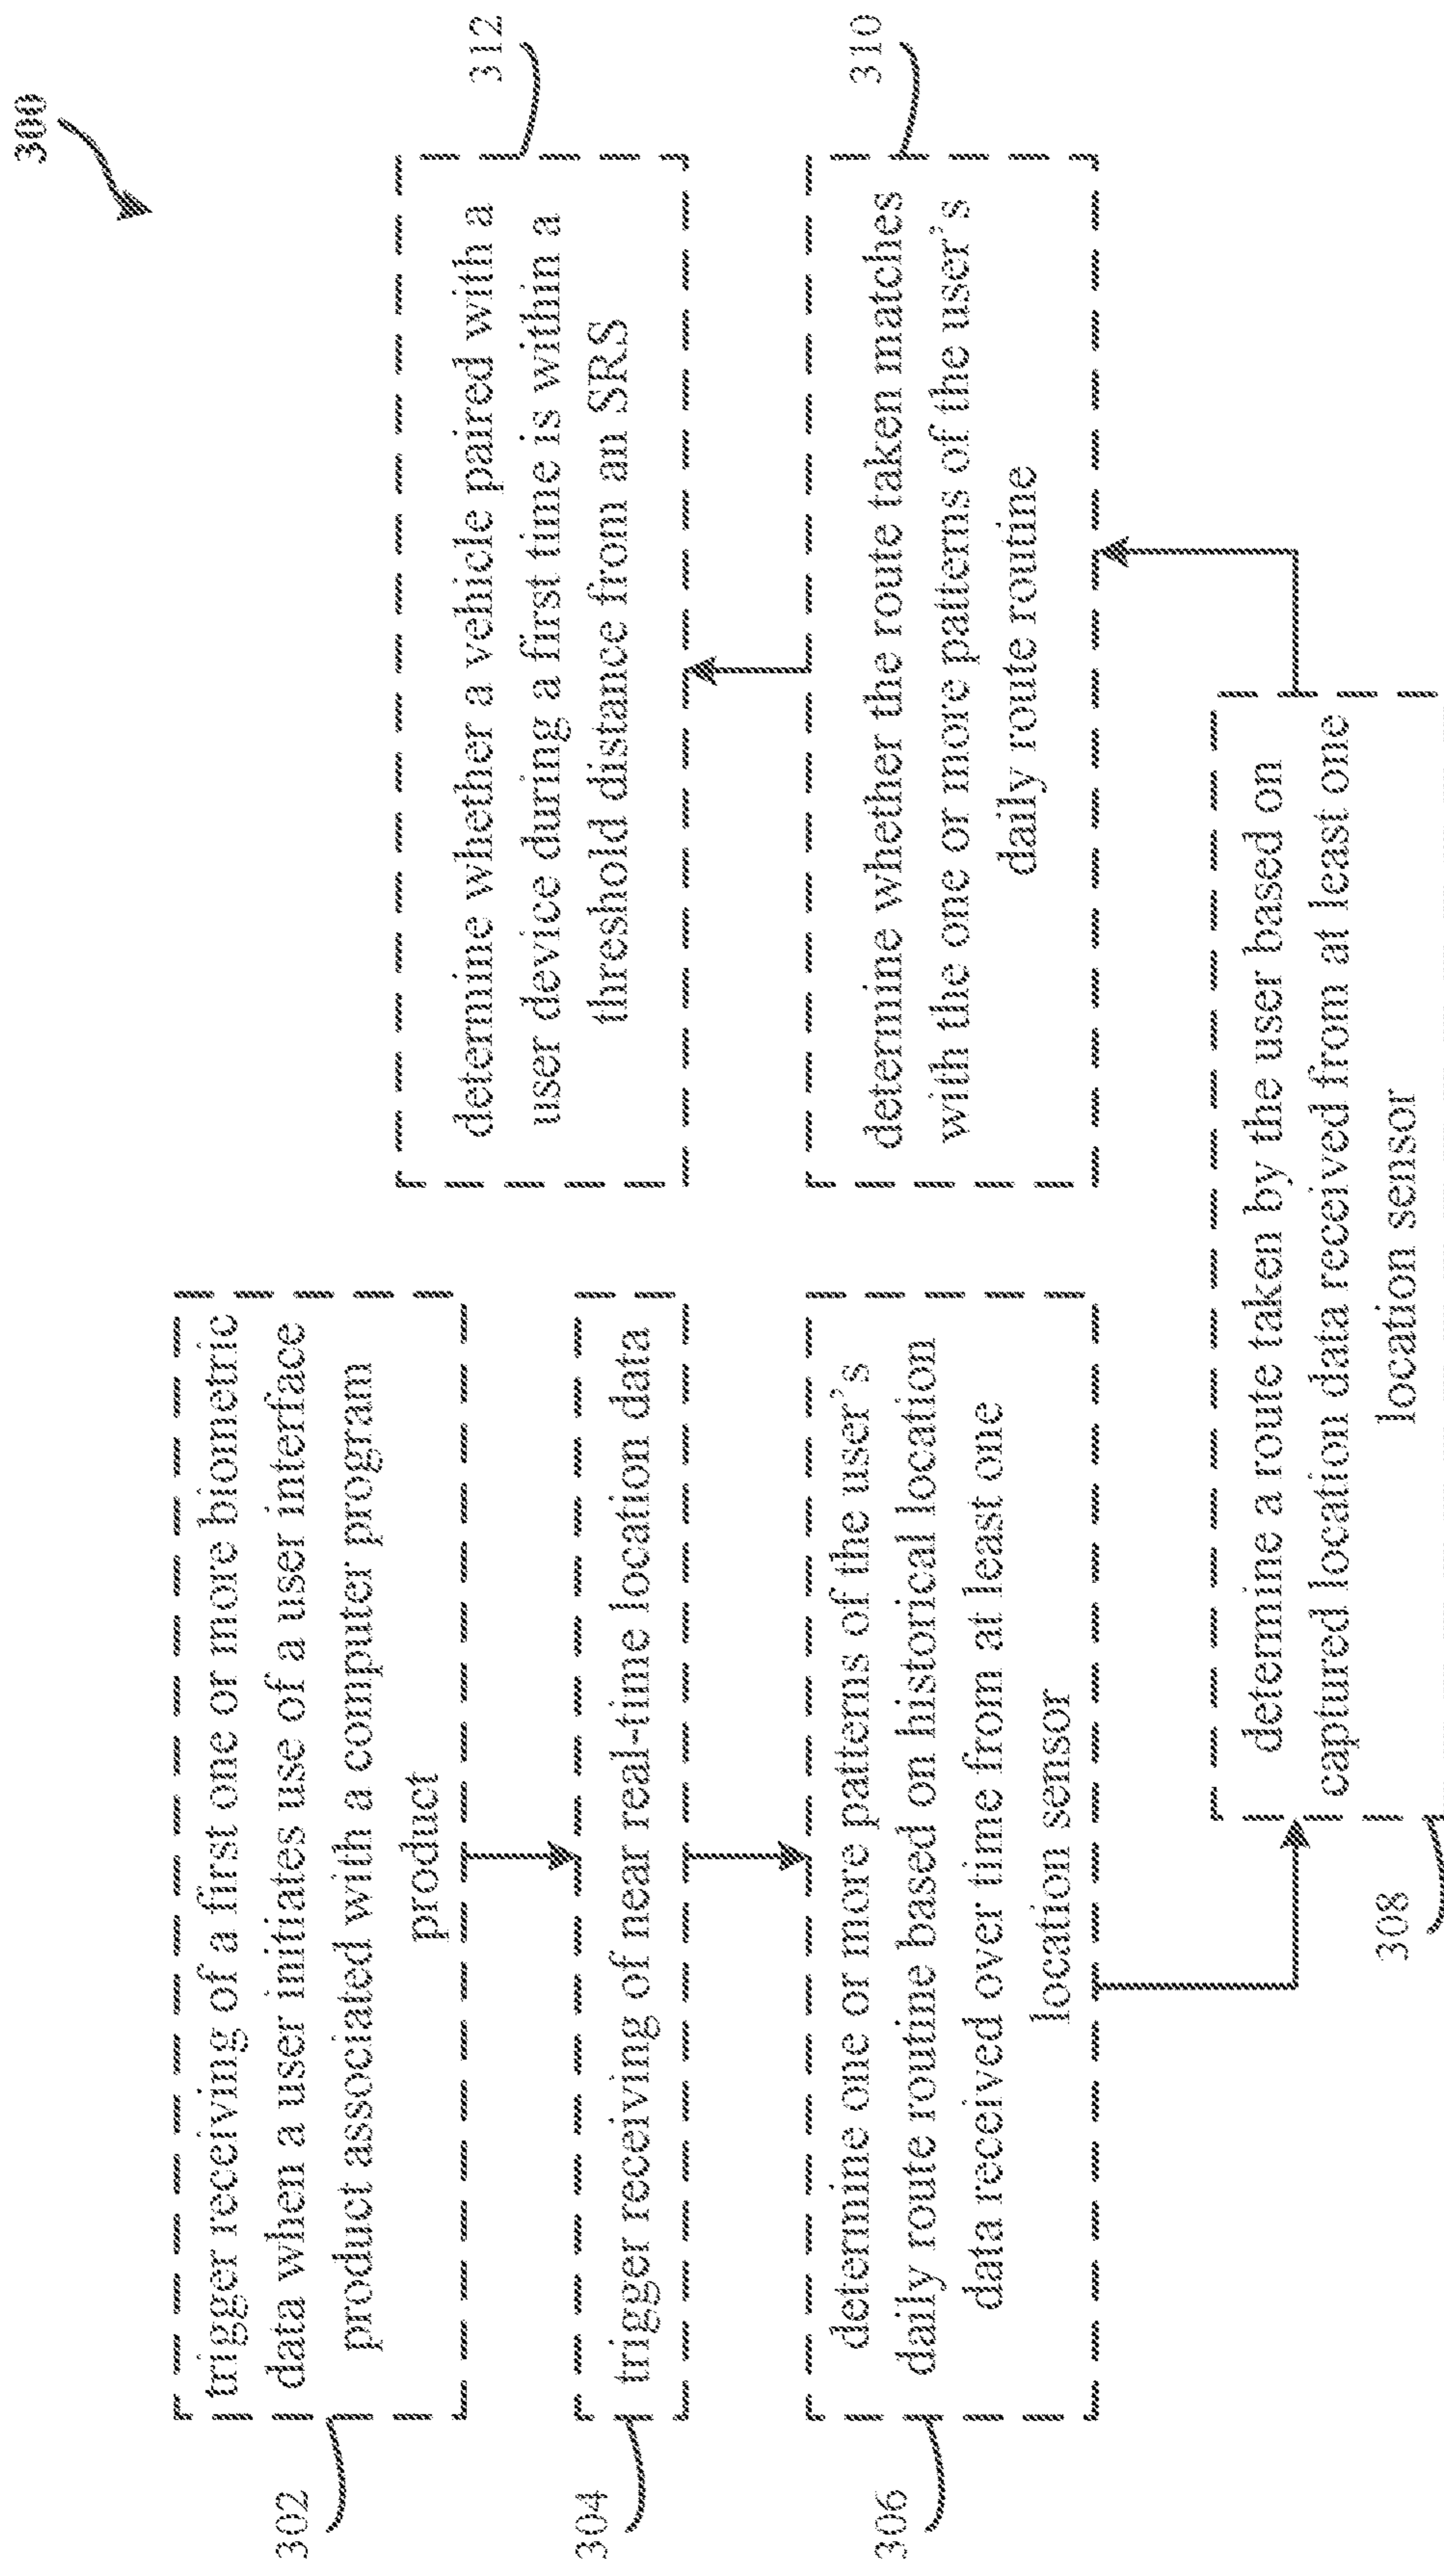 300
302
trigger receiving of a first one or more biometric
data when a user initiates use of a user interface
product associated with a computer program
product
304
trigger receiving of near real-time location data
306
determine one or more patterns of the user's
daily route routine based on historical location
data received over time from at least one
location sensor
308
determine a route taken by the user based on
captured location data received from at least one
location sensor
310
determine whether the route taken matches
with the one or more patterns of the user's
daily route routine
312
determine whether a vehicle paired with a
user device during a first time is within a
threshold distance from an SRS